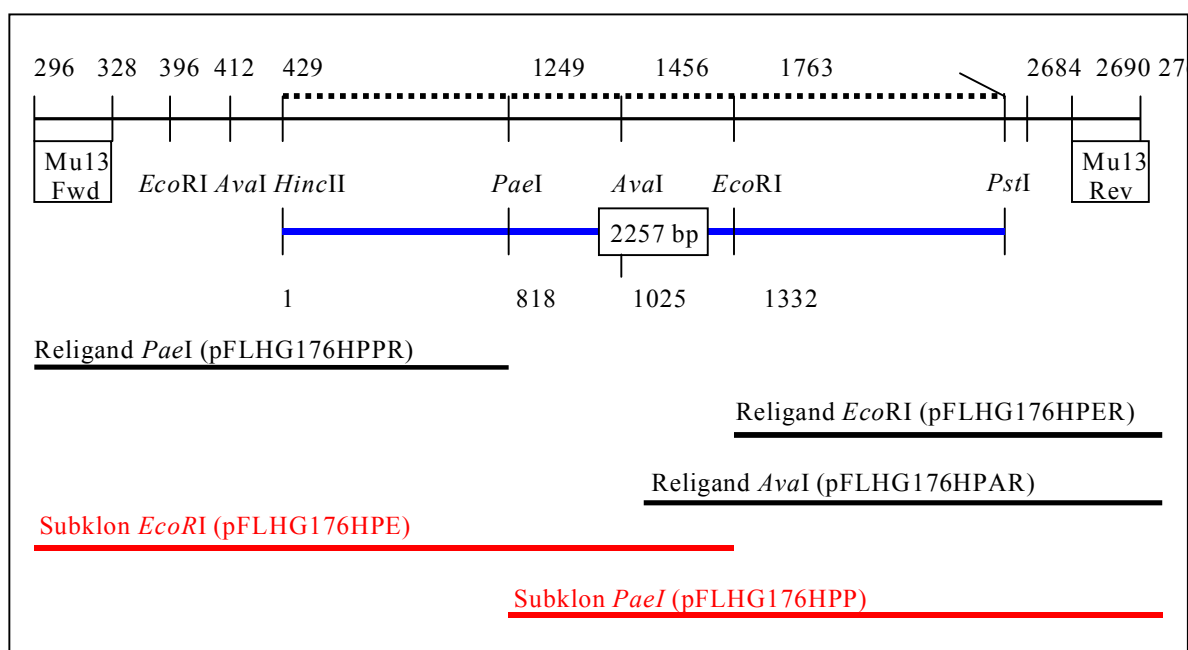 296 328 396 412 429 1249 1456 1763 2684 2690 27
Mu13 Fwd
EcoRI AvaI HincII PaeI AvaI EcoRI PstI
Mu13 Rev
2257 bp
1 818 1025 1332
Religand PaeI (pFLHG176HPPR)
Religand EcoRI (pFLHG176HPER)
Religand AvaI (pFLHG176HPAR)
Subklon EcoRI (pFLHG176HPE)
Subklon PaeI (pFLHG176HPP)